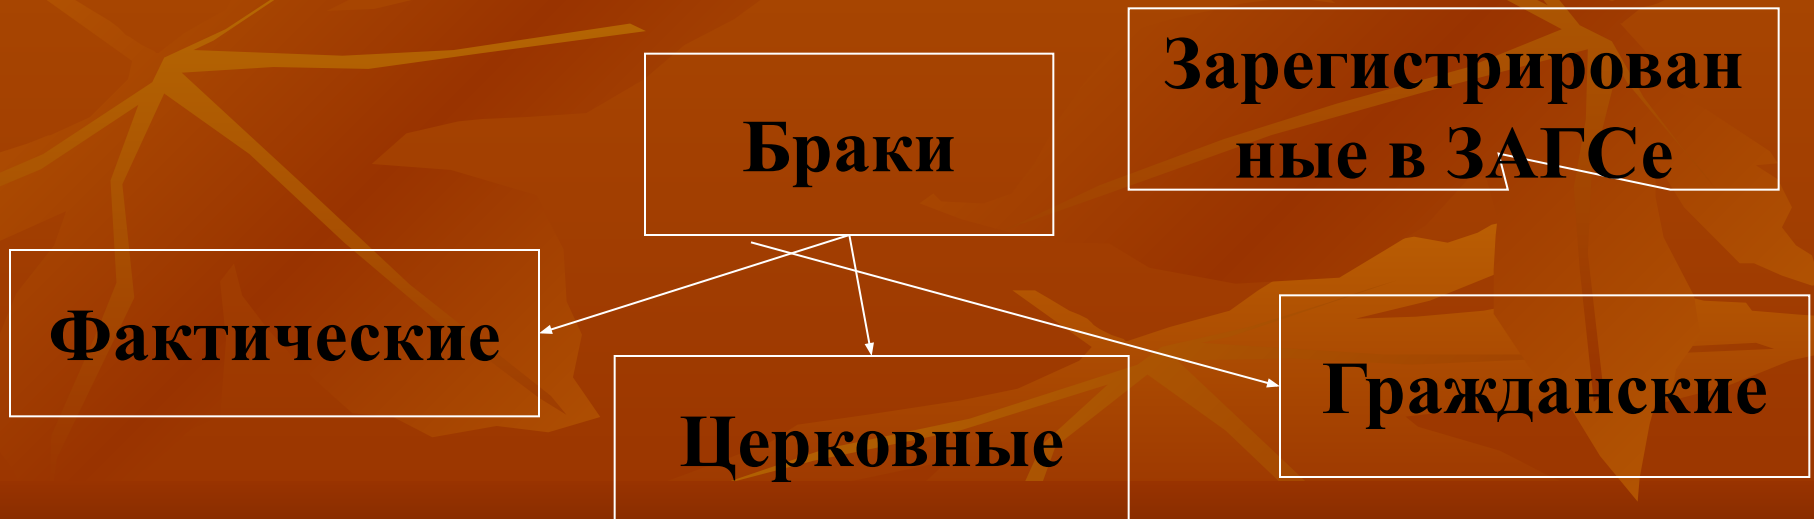 Зарегистрирован
ные в ЗАГСе
Браки
Фактические
Церковные
Гражданские